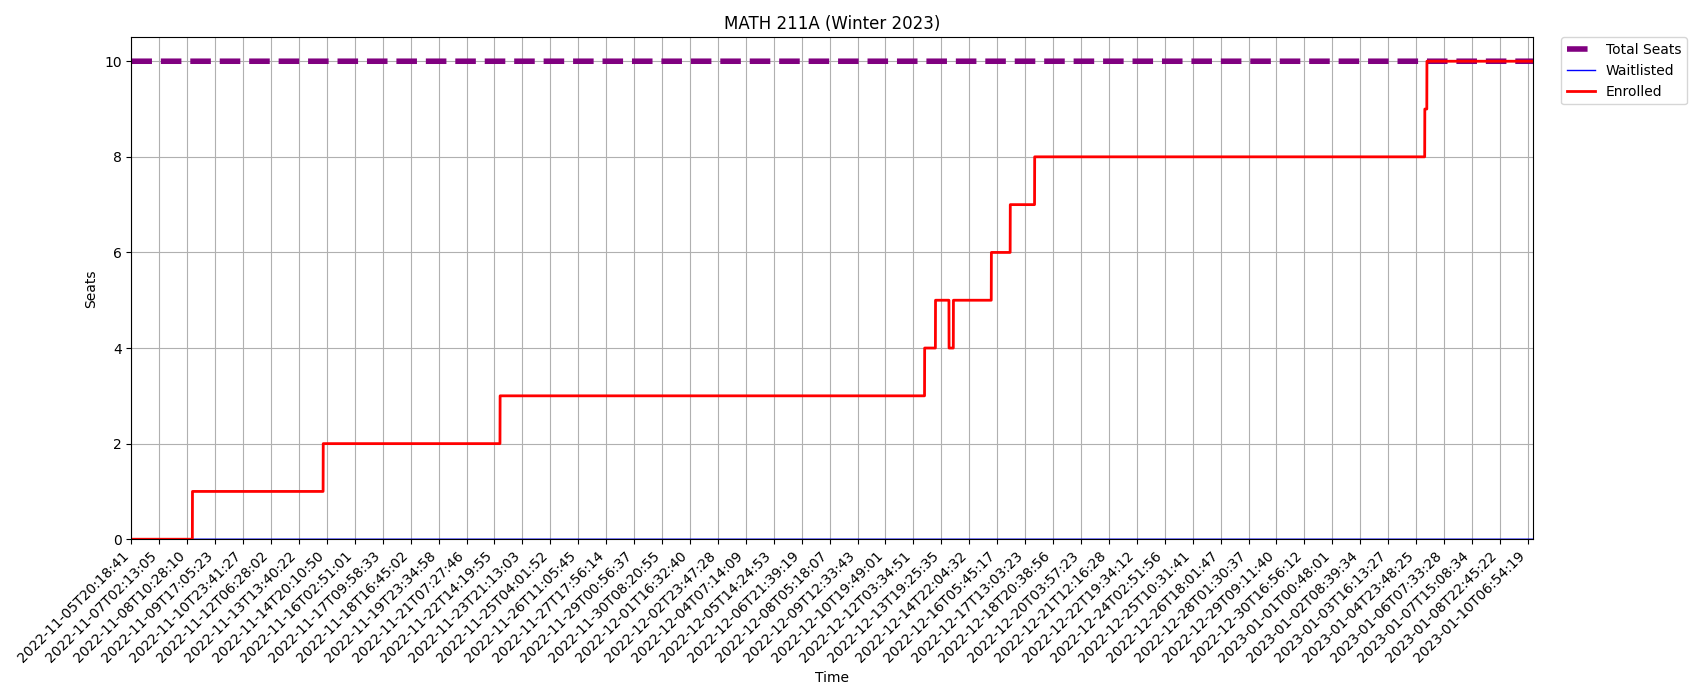 MATH 211A (Winter 2023)
Total Seats
Waitlisted
Enrolled
10
8
6
4
2
0
Seats
2022-11-05T20:18:41
2022-11-07T02:13:05
2022-11-08T10:28:10
2022-11-09T17:05:23
2022-11-10T23:41:27
2022-11-12T06:28:02
2022-11-13T13:40:22
2022-11-14T20:10:50
2022-11-16T02:51:01
2022-11-17T09:58:33
2022-11-18T16:45:02
2022-11-19T23:34:58
2022-11-21T07:27:46
2022-11-22T14:19:55
2022-11-23T21:13:03
2022-11-25T04:01:52
2022-11-26T11:05:45
2022-11-27T17:56:14
2022-11-29T00:56:37
2022-11-30T08:20:55
2022-12-01T16:32:40
2022-12-02T23:47:28
2022-12-04T07:14:09
2022-12-05T14:24:53
2022-12-06T21:39:19
2022-12-08T05:18:07
2022-12-09T12:33:43
2022-12-10T19:49:01
2022-12-12T03:34:51
2022-12-13T19:25:35
2022-12-14T22:04:32
2022-12-16T05:45:17
2022-12-17T13:03:23
2022-12-18T20:38:56
2022-12-20T03:57:23
2022-12-21T12:16:28
2022-12-22T19:34:12
2022-12-24T02:51:56
2022-12-25T10:31:41
2022-12-26T18:01:47
2022-12-28T01:30:37
2022-12-29T09:11:40
2022-12-30T16:56:12
2023-01-01T00:48:01
2023-01-02T08:39:34
2023-01-03T16:13:27
2023-01-04T23:48:25
2023-01-06T07:33:28
2023-01-07T15:08:34
2023-01-08T22:45:22
2023-01-10T06:54:19
Time